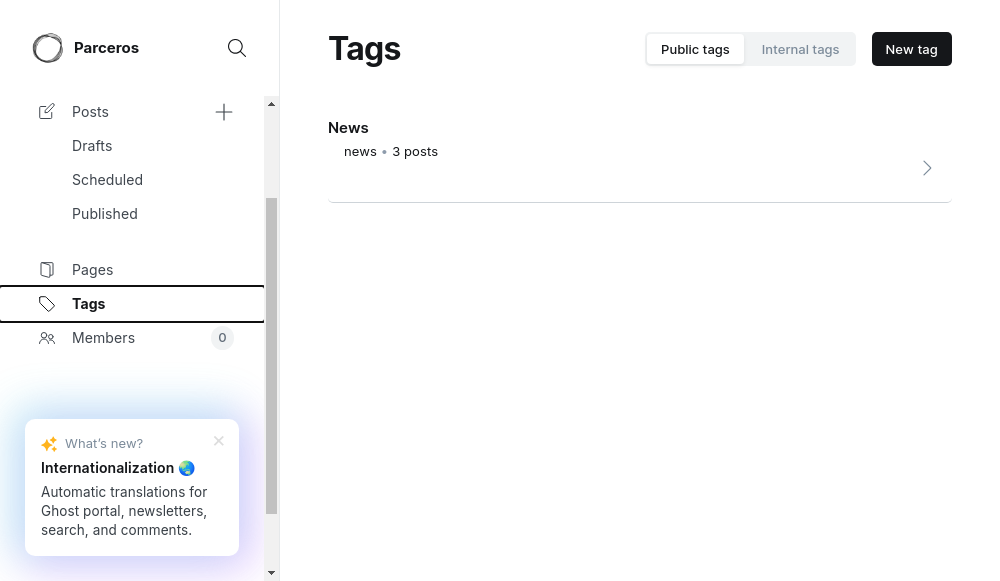 Parceros
Posts
Drafts
Scheduled
Published
Pages
Tags
Members 0
What's new?
Internationalization 🌏
Automatic translations for
Ghost portal, newsletters,
search, and comments.
Tags
Public tags Internal tags New tag
News
news • 3 posts